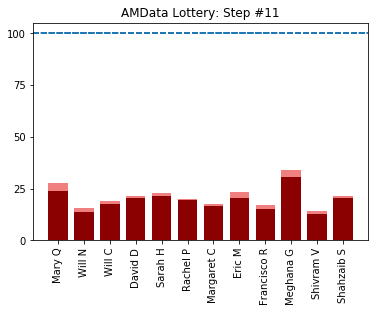 AMData Lottery: Step #11
100
75
50
25
0
Mary Q
Will N
Will C
David D
Sarah H
Rachel P
Margaret C
Eric M
Francisco R
Meghana G
Shivram V
Shahzaib S